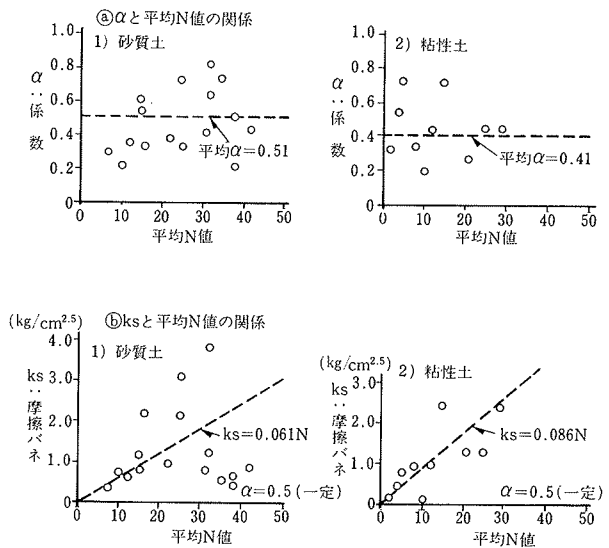 ⓐαと平均N値の関係
1）砂質土
α：係数
1.0
0.8
0.6
0.4
0.2
0
平均α＝0.51
0 10 20 30 40 50
平均N値
2）粘性土
α：係数
1.0
0.8
0.6
0.4
0.2
0
平均α＝0.41
0 10 20 30 40 50
平均N値
ⓑksと平均N値の関係
(kg/cm2.5)
1）砂質土
ks：摩擦バネ
4.0
3.0
2.0
1.0
0
ks＝0.061N
α＝0.5(一定)
0 10 20 30 40 50
平均N値
(kg/cm2.5)
2）粘性土
ks：摩擦バネ
3.0
2.0
1.0
0
ks＝0.086N
α＝0.5(一定)
0 10 20 30 40 50
平均N値